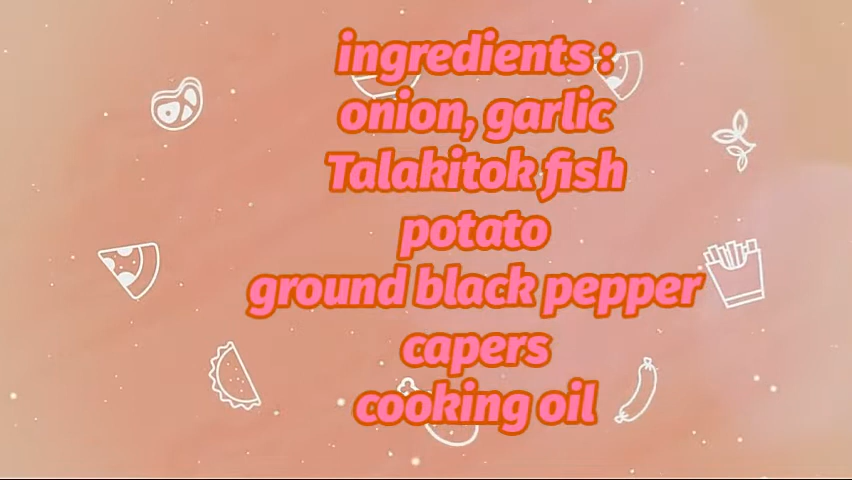 ingredients :
onion, garlic
Talakitok fish
potato
ground black pepper
capers
cooking oil